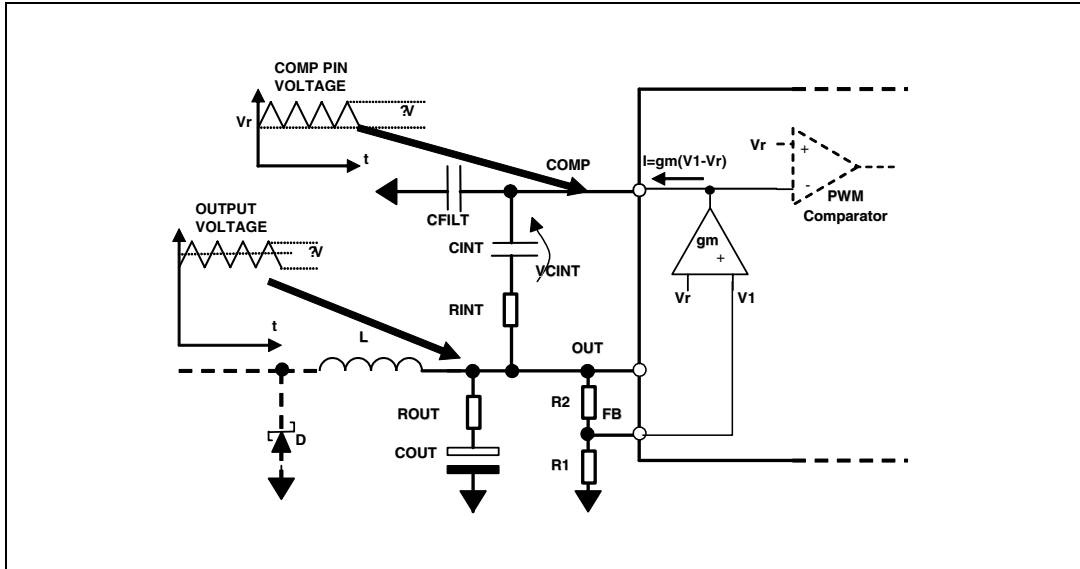 COMP PIN
VOLTAGE
?V
Vr
t
COMP
I=gm(V1-Vr)
Vr
+
-
PWM
Comparator
OUTPUT
VOLTAGE
?V
t
CFILT
CINT
VCINT
gm
+
Vr
V1
RINT
L
OUT
R2
FB
ROUT
COUT
R1
D